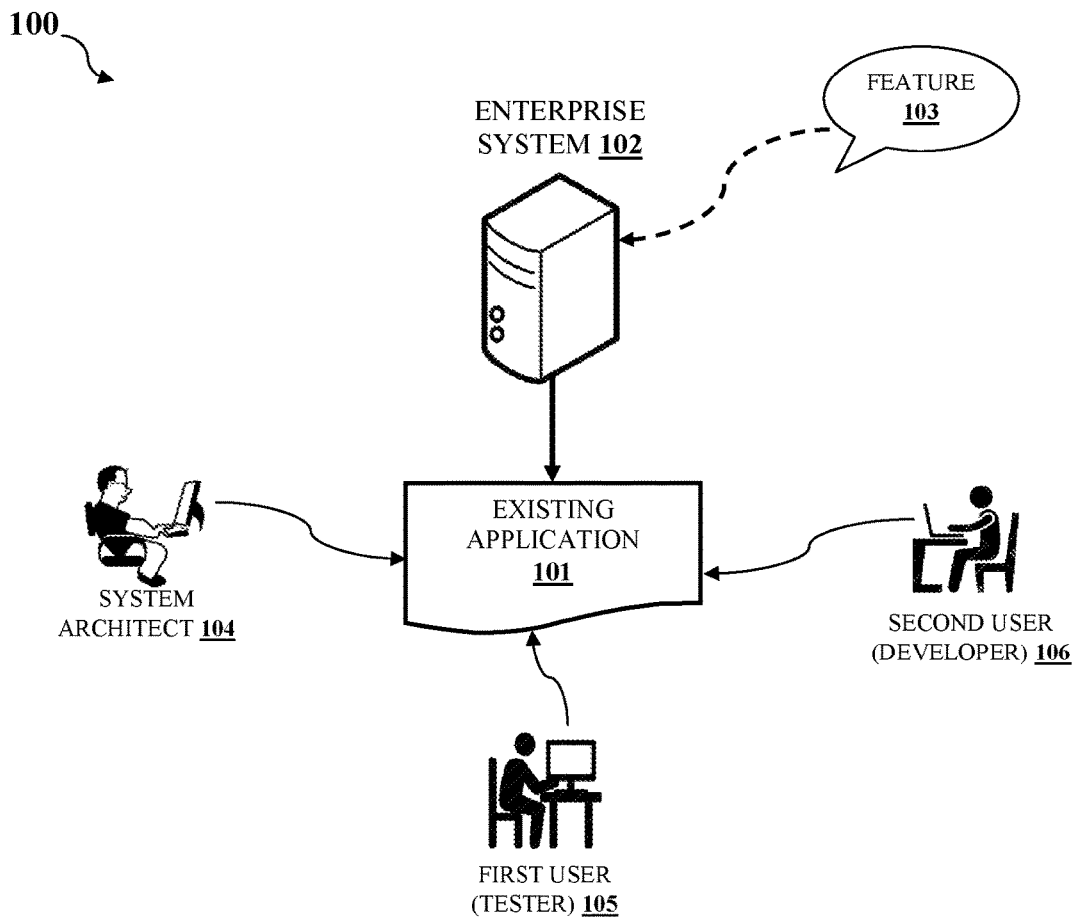 100
FEATURE
103
ENTERPRISE
SYSTEM 102
EXISTING
APPLICATION
101
SYSTEM
ARCHITECT 104
SECOND USER
(DEVELOPER) 106
FIRST USER
(TESTER) 105